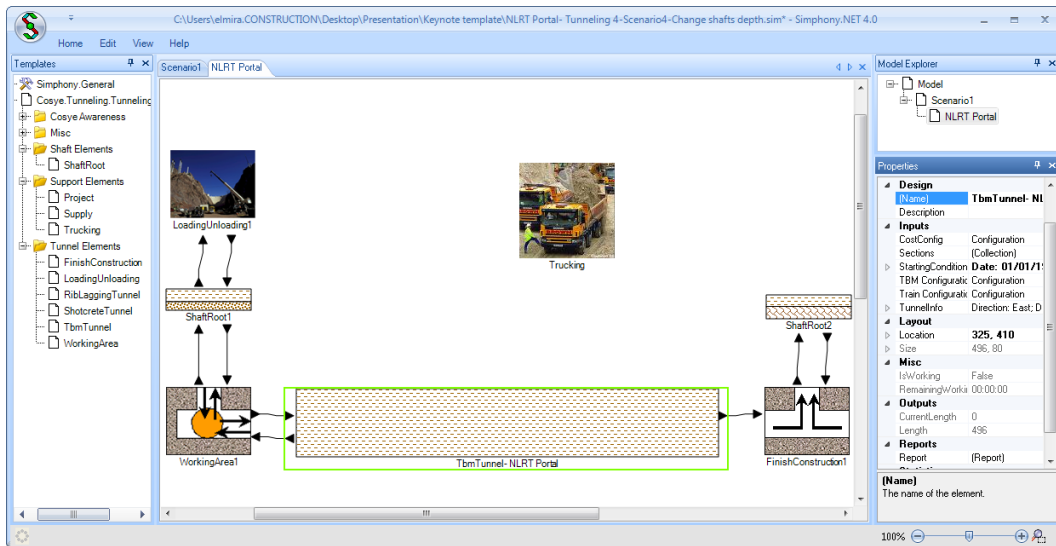 C:\Users\elmira.CONSTRUCTION\Desktop\Presentation\Keynote template\NLRT Portal- Tunneling 4-Scenario4-Change shafts depth.sim* - Simphony.NET 4.0
Home Edit View Help
Templates
Simphony.General
Cosye.Tunneling.Tunneling
Cosye Awareness
Misc
Shaft Elements
ShaftRoot
Support Elements
Project
Supply
Trucking
Tunnel Elements
FinishConstruction
LoadingUnloading
RibLaggingTunnel
ShotcreteTunnel
TbmTunnel
WorkingArea
Scenario1 NLRT Portal
LoadingUnloading1
Trucking
ShaftRoot1
ShaftRoot2
WorkingArea1
TbmTunnel- NLRT Portal
FinishConstruction1
Model Explorer
Model
Scenario1
NLRT Portal
Properties
Design
(Name) TbmTunnel- NL
Description
Inputs
CostConfig Configuration
Sections (Collection)
StartingCondition Date: 01/01/1
TBM Configuratic Configuration
Train Configuratic Configuration
TunnelInfo Direction: East; D
Layout
Location 325, 410
Size 496, 80
Misc
IsWorking False
RemainingWorki 00:00:00
Outputs
CurrentLength 0
Length 496
Reports
Report (Report)
(Name)
The name of the element.
100%